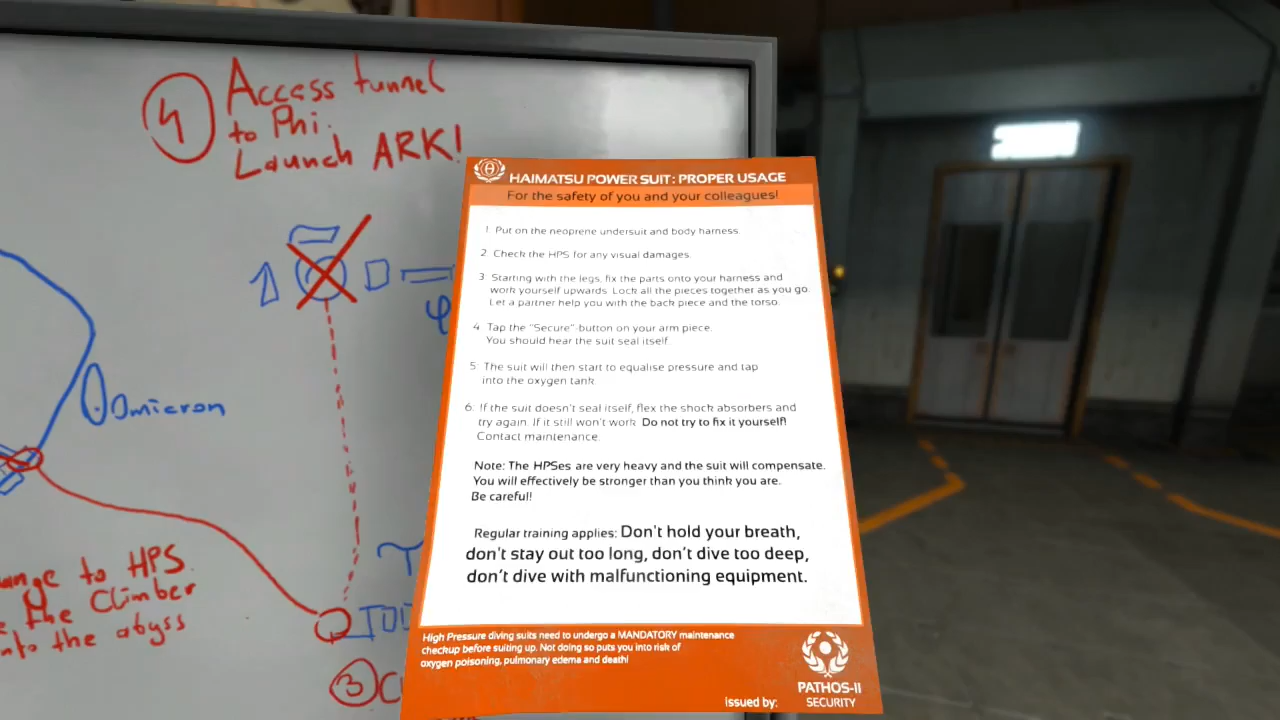 4 Access tunnel
to Phi.
Launch ARK!
D
φ
Omicron
to HPS
the Climber
the abyss
3
HAIMATSU POWER SUIT: PROPER USAGE
For the safety of you and your colleagues!
1. Put on the neoprene undersuit and body harness.
2. Check the HPS for any visual damages.
3. Starting with the legs, fix the parts onto your harness and
work yourself upwards. Lock all the pieces together as you go.
Let a partner help you with the back piece and the torso.
4. Tap the "Secure"-button on your arm piece.
You should hear the suit seal itself.
5. The suit will then start to equalise pressure and tap
into the oxygen tank.
6. If the suit doesn't seal itself, flex the shock absorbers and
try again. If it still won't work. Do not try to fix it yourself!
Contact maintenance.
Note: The HPSes are very heavy and the suit will compensate.
You will effectively be stronger than you think you are.
Be careful!
Regular training applies: Don't hold your breath,
don't stay out too long, don't dive too deep,
don't dive with malfunctioning equipment.
High Pressure diving suits need to undergo a MANDATORY maintenance
checkup before suiting up. Not doing so puts you into risk of
oxygen poisoning, pulmonary edema and death!
Issued by:
PATHOS-II
SECURITY